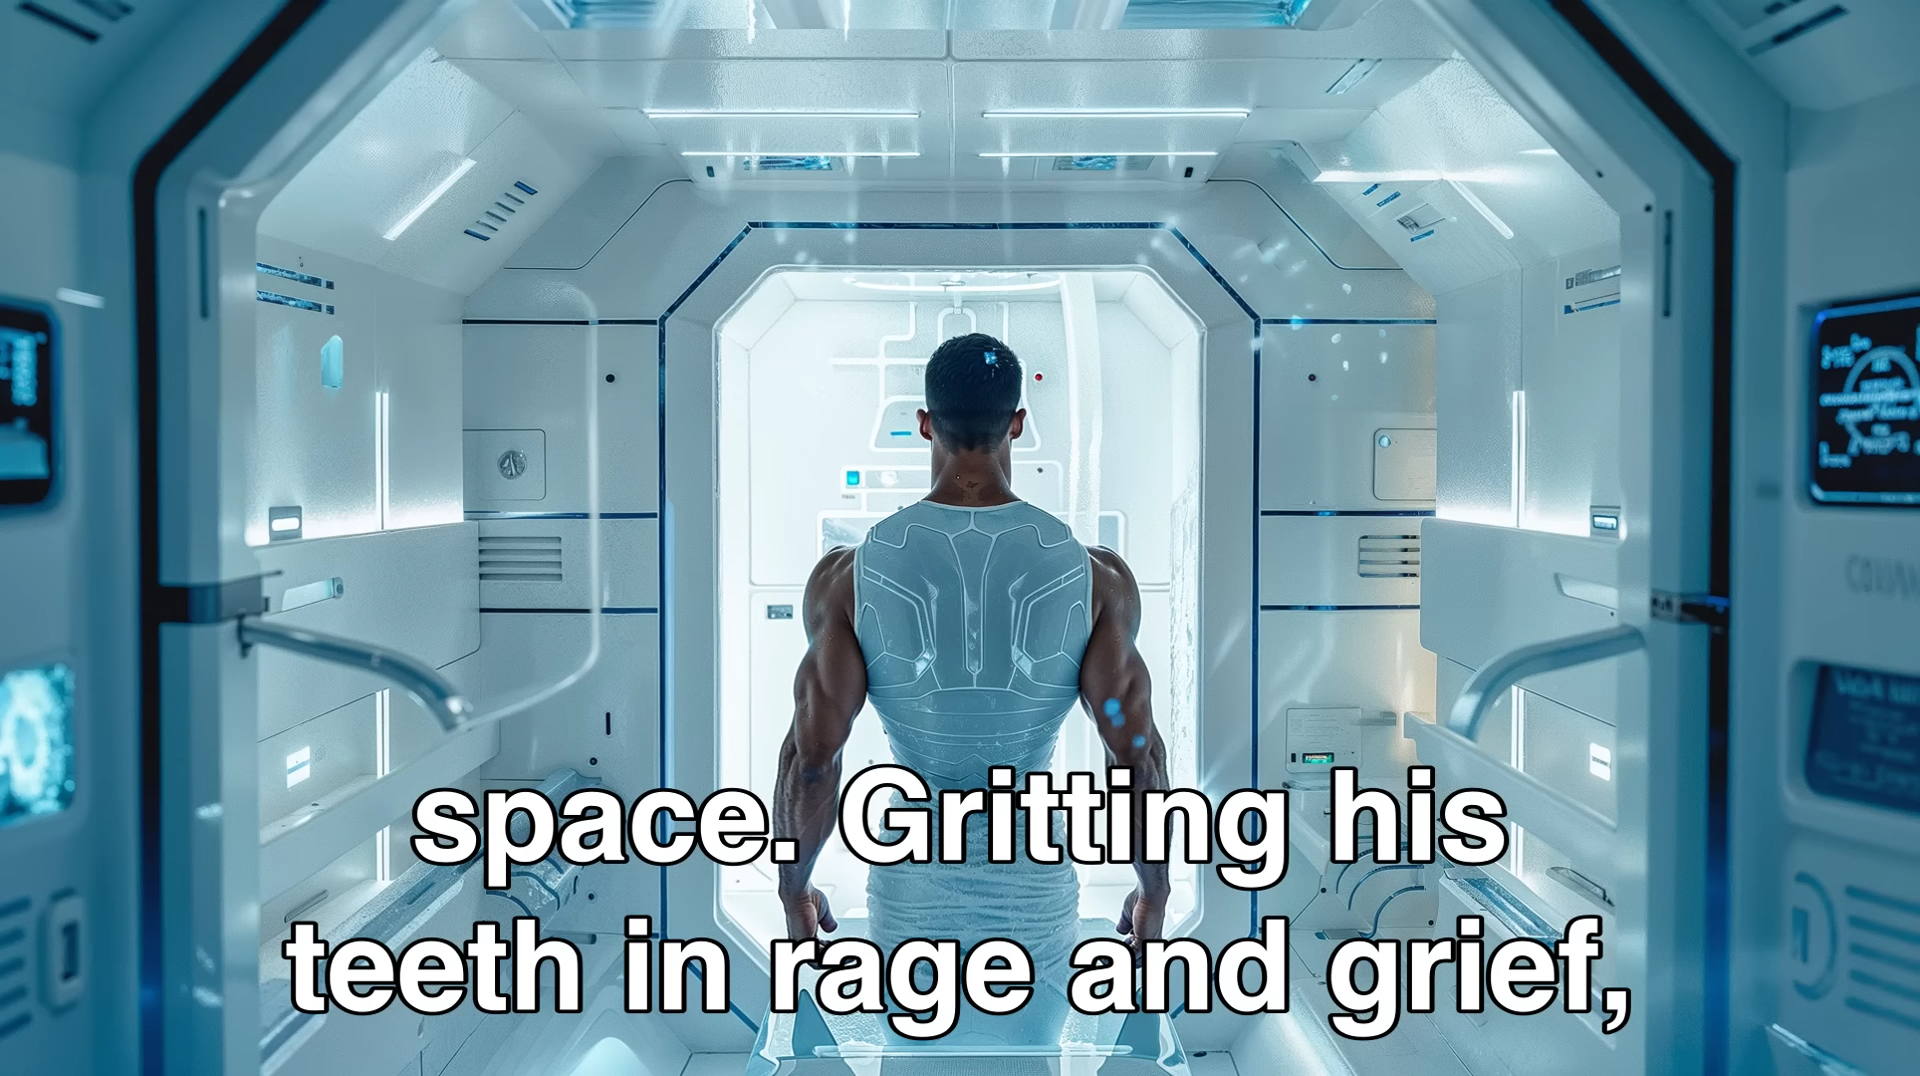 space. Gritting his
teeth in rage and grief,